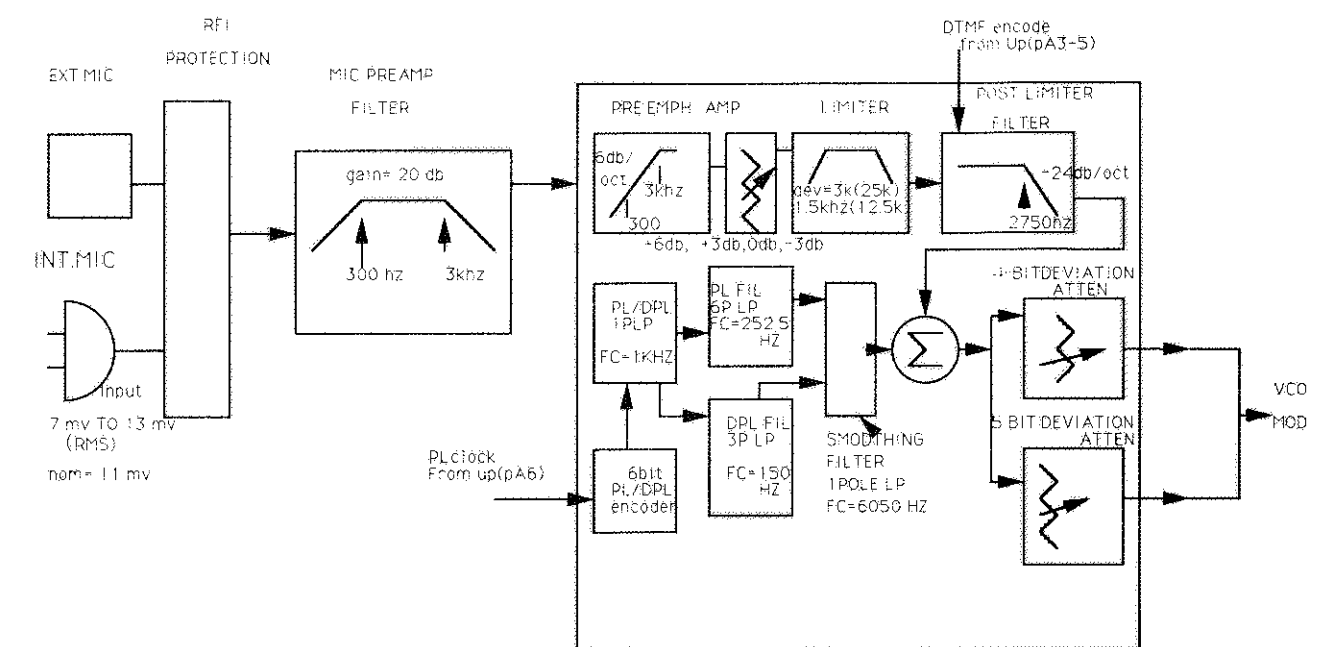 RFI
PROTECTION
EXT MIC
MIC PREAMP
FILTER
gain= 20 db
300 hz
3khz
INT.MIC
Input
7 mv TO 13 mv
(RMS)
nom= 11 mv
DTMF encode
from Up(pA3-5)
PRE EMPH AMP
LIMITER
POST LIMITER
FILTER
6db/
oct
3khz
300
+6db, +3db,0db,-3db
dev=3k(25k)
1.5khz(12.5k)
-24db/oct
2750hz
PL/DPL
1PLP
FC=1KHZ
PL FIL
6P LP
FC=252.5
HZ
DPL FIL
3P LP
FC=150
HZ
6bit
PL/DPL
encoder
PLclock
From up(pA6)
SMOOTHING
FILTER
1POLE LP
FC=6050 HZ
Σ
4-BITDEVIATION
ATTEN
5 BITDEVIATION
ATTEN
VCO
MOD